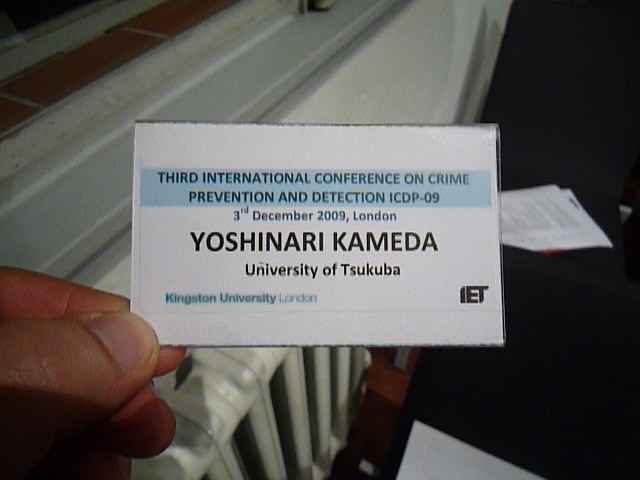 THIRD INTERNATIONAL CONFERENCE ON CRIME
PREVENTION AND DETECTION ICDP-09
3rd December 2009, London
YOSHINARI KAMEDA
University of Tsukuba
Kingston University London
IET